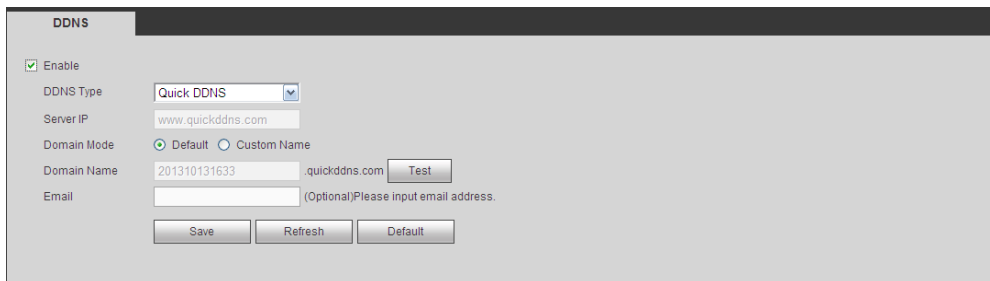 DDNS
Enable
DDNS Type Quick DDNS
Server IP www.quickddns.com
Domain Mode Default Custom Name
Domain Name 201310131633 .quickddns.com Test
Email (Optional)Please input email address.
Save Refresh Default